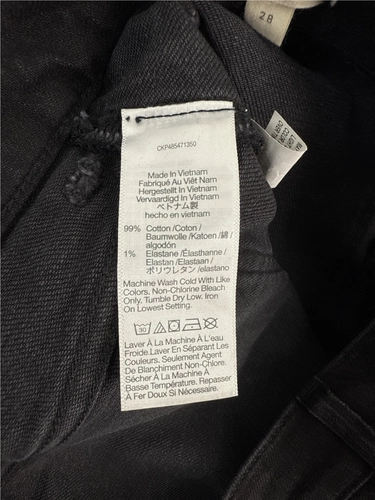 28
CKP485471350
Made In Vietnam
Fabriqué Au Việt Nam
Hergestellt In Vietnam
Vervaardigd In Vietnam
ベトナム製
hecho en vietnam
99% Cotton /Coton /
Baumwolle /Katoen /綿 /
algodón
1% Elastane /Élasthanne /
Elastan /Elastaan /
ポリウレタン /elastano
Machine Wash Cold With Like
Colors. Non-Chlorine Bleach
Only. Tumble Dry Low. Iron
On Lowest Setting.
30
Laver À La Machine À L'eau
Froide.Laver En Séparant Les
Couleurs. Seulement Agent
De Blanchiment Non-Chlore.
Sécher À La Machine À
Basse Température. Repasser
À Fer Doux Si Nécessaire.